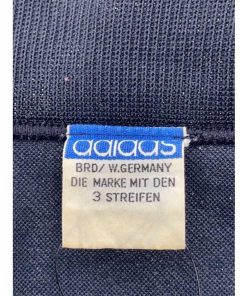 adidas
BRD/ W.GERMANY
DIE MARKE MIT DEN
3 STREIFEN